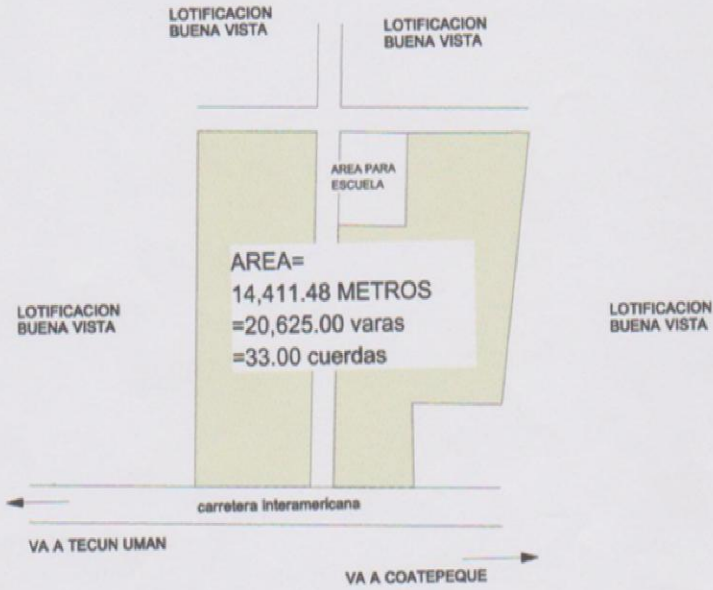 LOTIFICACION
BUENA VISTA
LOTIFICACION
BUENA VISTA
AREA PARA
ESCUELA
AREA=
14,411.48 METROS
=20,625.00 varas
=33.00 cuerdas
LOTIFICACION
BUENA VISTA
LOTIFICACION
BUENA VISTA
carretera interamericana
VA A TECUN UMAN
VA A COATEPEQUE